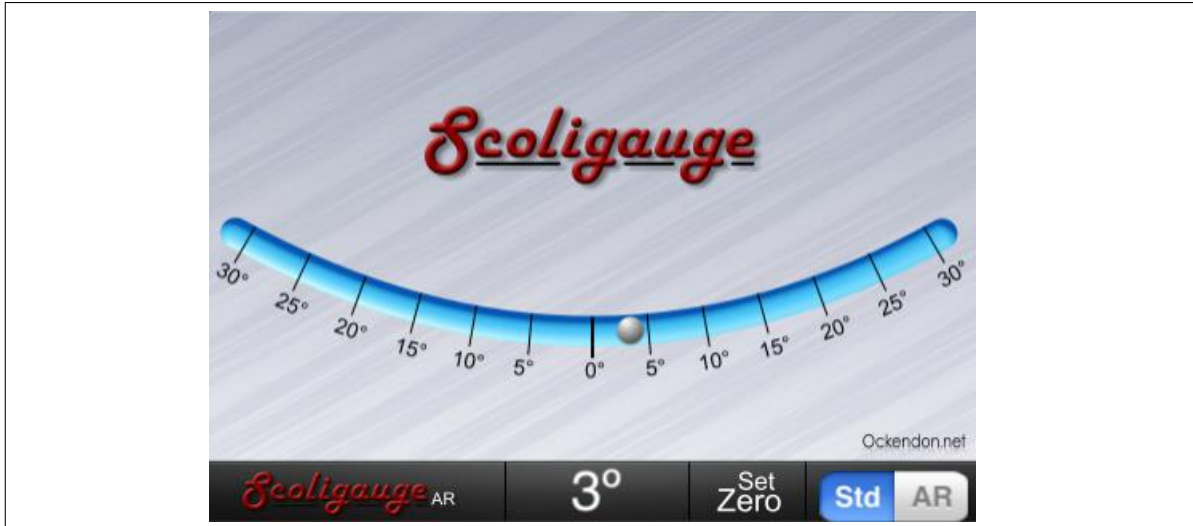 Scoligauge
30° 25° 20° 15° 10° 5° 0° 5° 10° 15° 20° 25° 30°
Ockendon.net
Scoligauge AR
3°
Set
Zero
Std AR